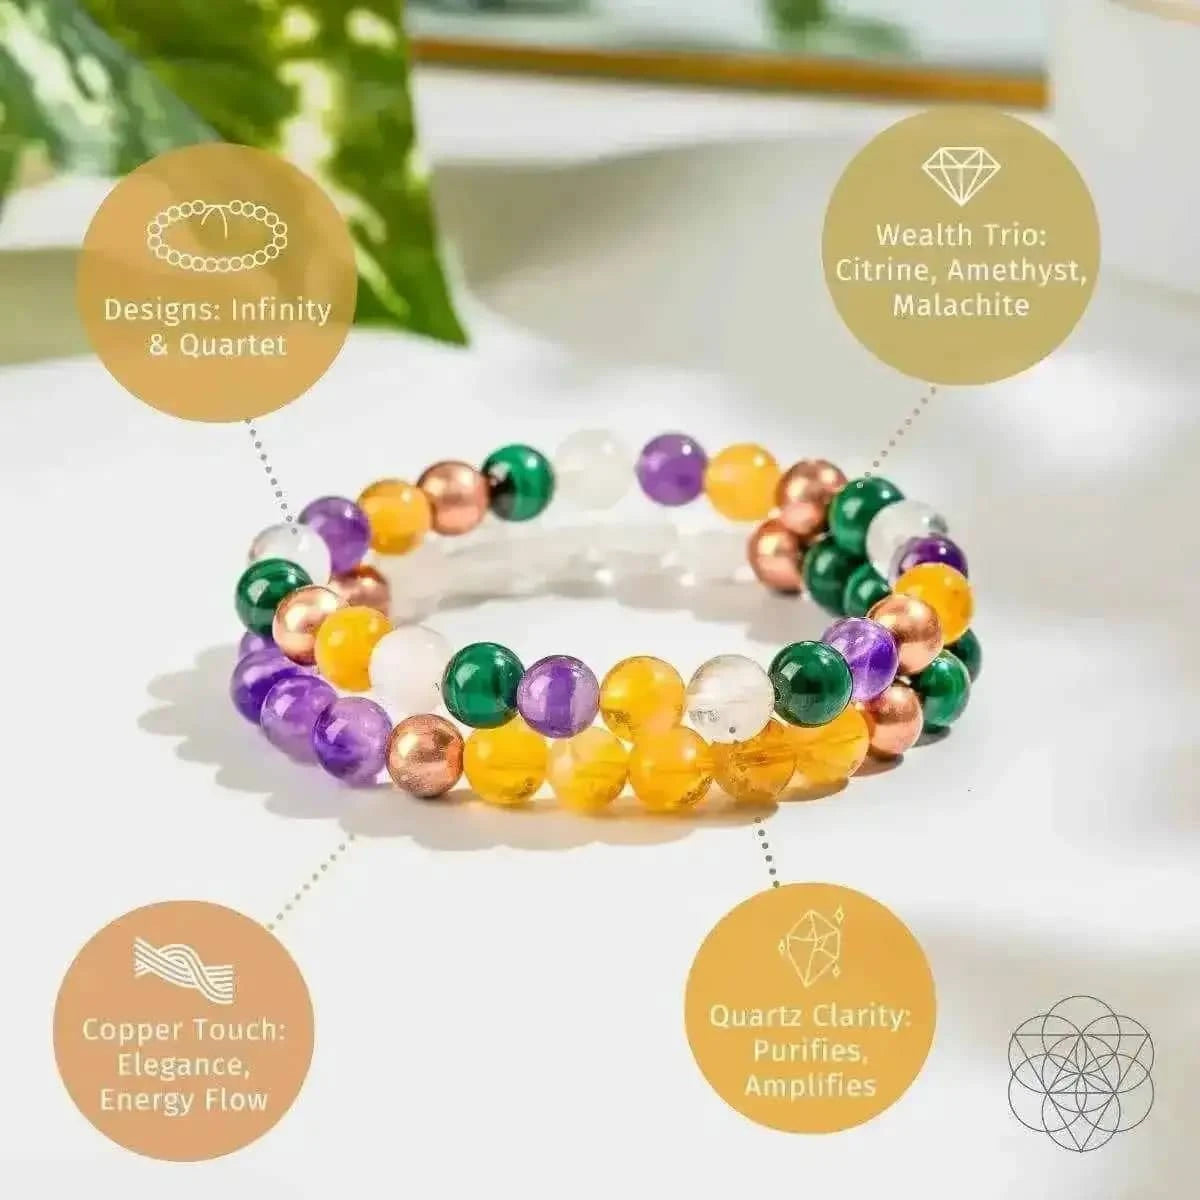 Designs: Infinity
& Quartet
Wealth Trio:
Citrine, Amethyst,
Malachite
Copper Touch:
Elegance,
Energy Flow
Quartz Clarity:
Purifies,
Amplifies